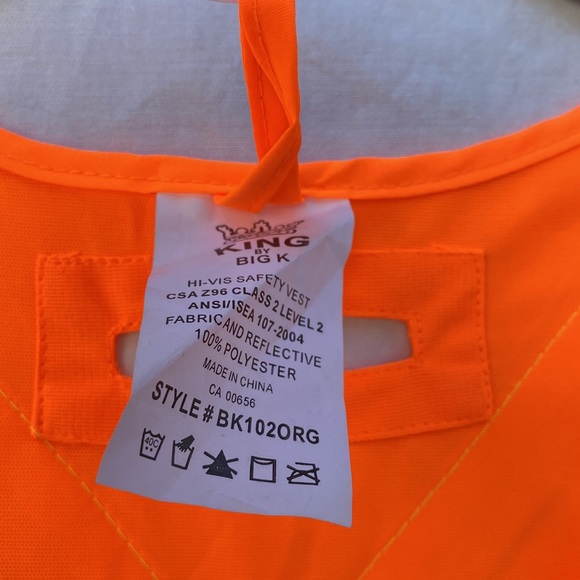 KING
BY
BIG K
HI-VIS SAFETY VEST
CSA Z96 CLASS 2 LEVEL 2
ANSI/ISEA 107-2004
FABRIC AND REFLECTIVE
100% POLYESTER
MADE IN CHINA
CA 00656
STYLE # BK102ORG
40C